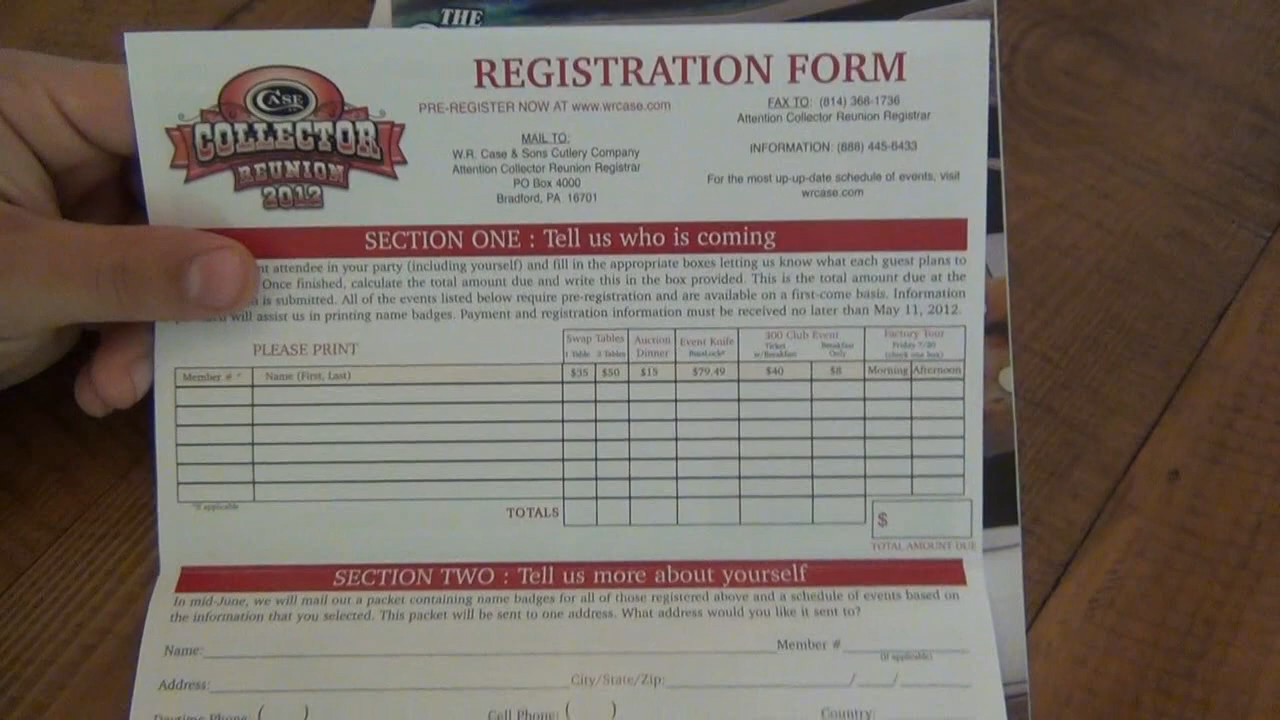 THE
CASE
COLLECTOR
REUNION
2012
REGISTRATION FORM
PRE-REGISTER NOW AT www.wrcase.com
MAIL TO:
W.R. Case & Sons Cutlery Company
Attention Collector Reunion Registrar
PO Box 4000
Bradford, PA 16701
FAX TO: (814) 368-1736
Attention Collector Reunion Registrar
INFORMATION: (888) 445-6433
For the most up-up-date schedule of events, visit
wrcase.com
SECTION ONE : Tell us who is coming
attendee in your party (including yourself) and fill in the appropriate boxes letting us know what each guest plans to
Once finished, calculate the total amount due and write this in the box provided. This is the total amount due at the
is submitted. All of the events listed below require pre-registration and are available on a first-come basis. Information
will assist us in printing name badges. Payment and registration information must be received no later than May 11, 2012.
PLEASE PRINT
Swap Tables Auction Dinner Event Knife 300 Club Event Factory Tour
1 Table 2 Tables Ticket w/Breakfast Breakfast Only Friday 7/20 (check one box)
Member # * Name (First, Last) $35 $50 $15 $79.49 $40 $8 Morning Afternoon
*If applicable
TOTALS
$
TOTAL AMOUNT DUE
SECTION TWO : Tell us more about yourself
In mid-June, we will mail out a packet containing name badges for all of those registered above and a schedule of events based on
the information that you selected. This packet will be sent to one address. What address would you like it sent to?
Name: Member #
(If applicable)
Address: City/State/Zip: / /
Daytime Phone: ( ) Cell Phone: ( ) Country: